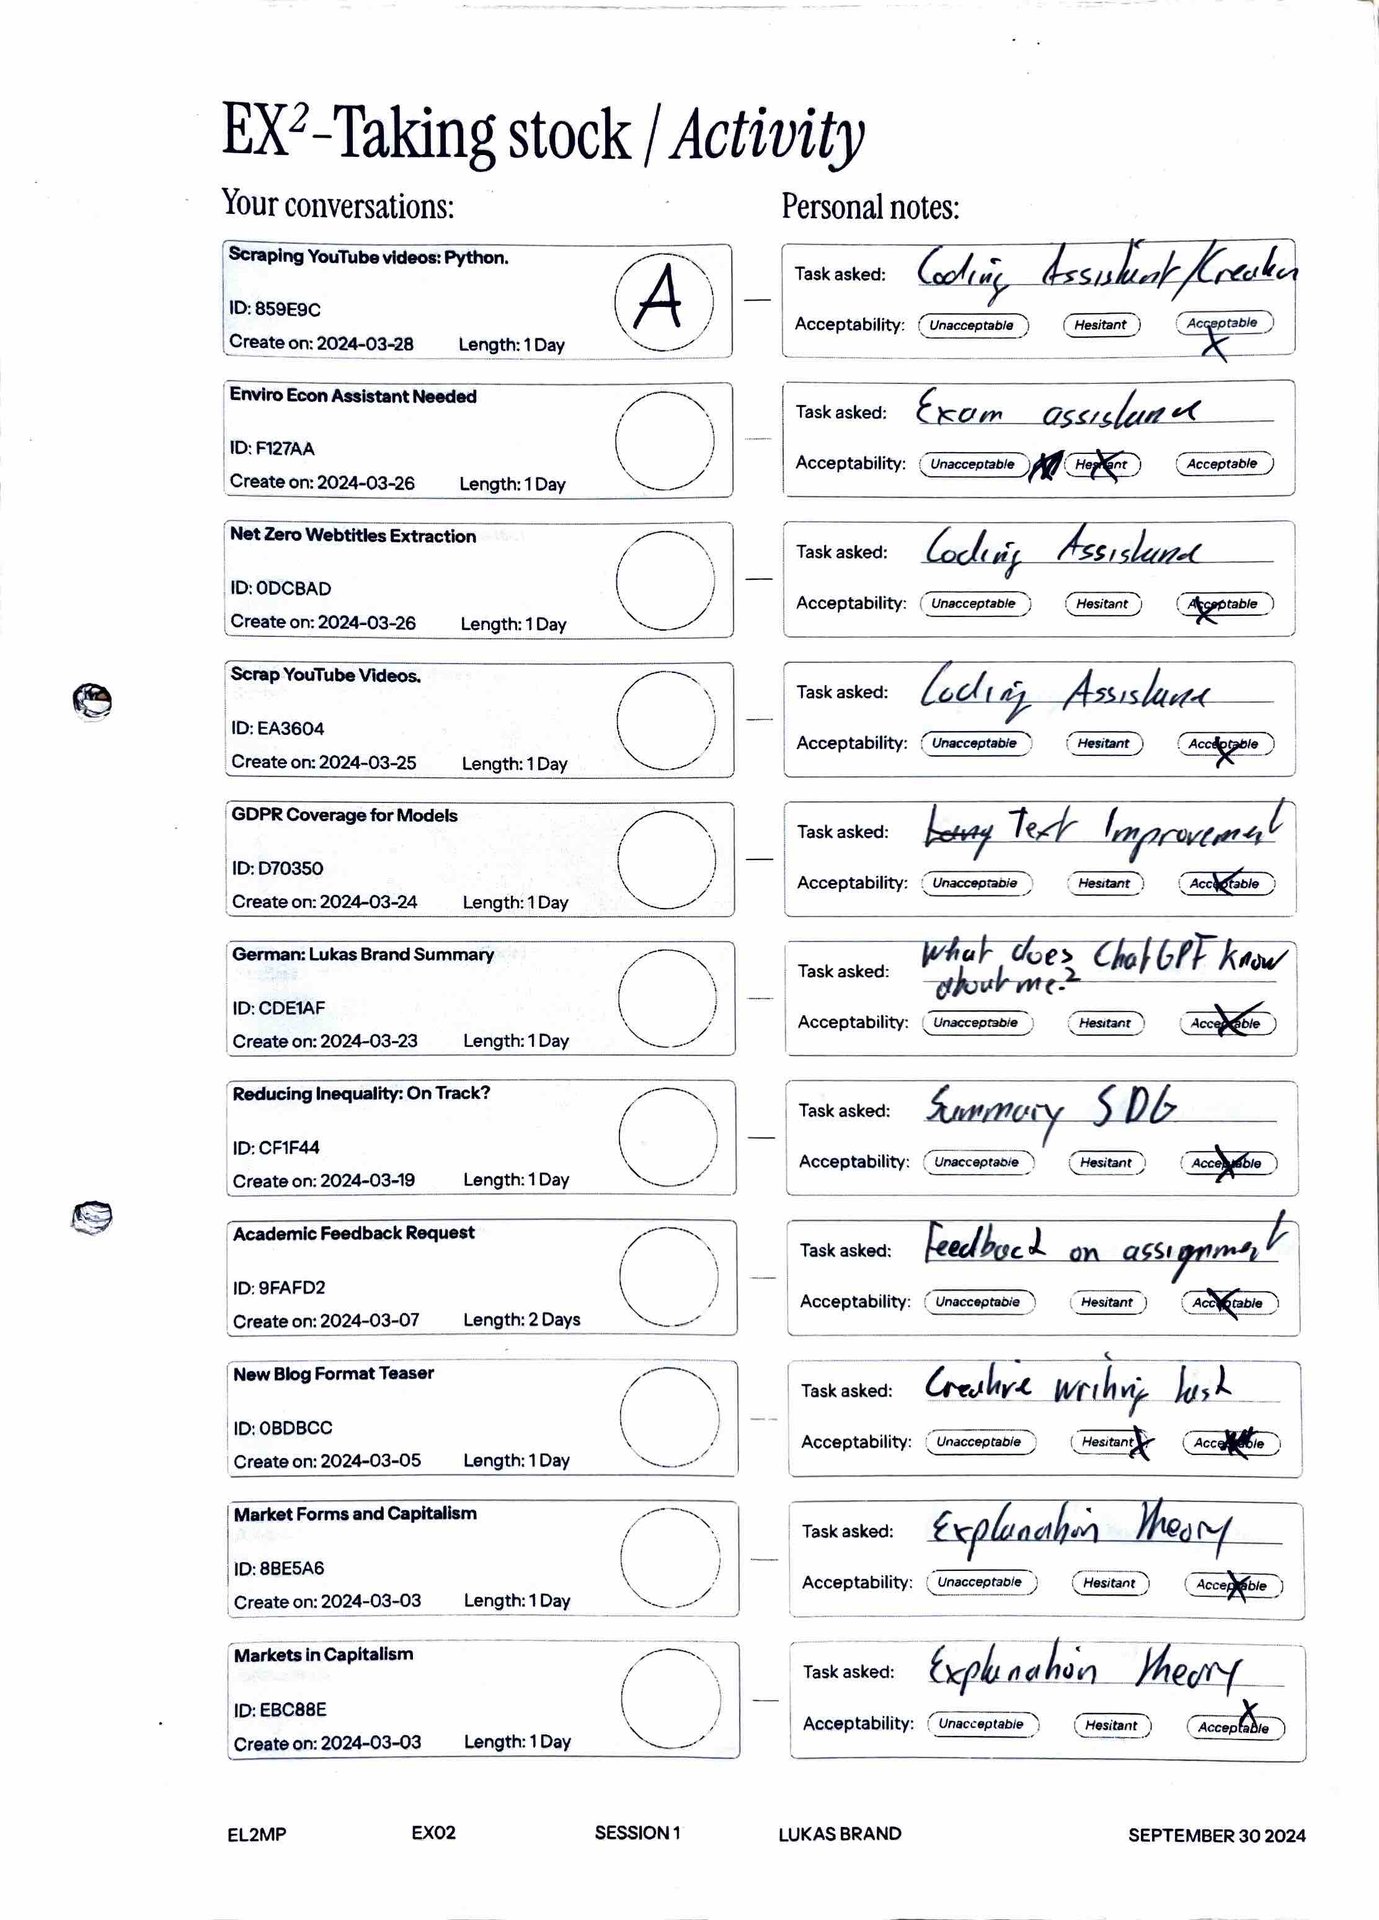 EX²-Taking stock / Activity
Your conversations:
Personal notes:
Scraping YouTube videos: Python.
ID: 859E9C
Create on: 2024-03-28 Length: 1 Day
A
Task asked: Coding Assistant/Creator
Acceptability: Unacceptable Hesitant Acceptable
Enviro Econ Assistant Needed
ID: F127AA
Create on: 2024-03-26 Length: 1 Day
Task asked: Exam assistance
Acceptability: Unacceptable Hesitant Acceptable
Net Zero Webtitles Extraction
ID: 0DCBAD
Create on: 2024-03-26 Length: 1 Day
Task asked: Coding Assistance
Acceptability: Unacceptable Hesitant Acceptable
Scrap YouTube Videos.
ID: EA3604
Create on: 2024-03-25 Length: 1 Day
Task asked: Coding Assistance
Acceptability: Unacceptable Hesitant Acceptable
GDPR Coverage for Models
ID: D70350
Create on: 2024-03-24 Length: 1 Day
Task asked: Text Improvement
Acceptability: Unacceptable Hesitant Acceptable
German: Lukas Brand Summary
ID: CDE1AF
Create on: 2024-03-23 Length: 1 Day
Task asked: What does ChatGPT know
about me?
Acceptability: Unacceptable Hesitant Acceptable
Reducing Inequality: On Track?
ID: CF1F44
Create on: 2024-03-19 Length: 1 Day
Task asked: Summary SDG
Acceptability: Unacceptable Hesitant Acceptable
Academic Feedback Request
ID: 9FAFD2
Create on: 2024-03-07 Length: 2 Days
Task asked: Feedback on assignment
Acceptability: Unacceptable Hesitant Acceptable
New Blog Format Teaser
ID: 0BDBCC
Create on: 2024-03-05 Length: 1 Day
Task asked: Creative writing task
Acceptability: Unacceptable Hesitant Acceptable
Market Forms and Capitalism
ID: 8BE5A6
Create on: 2024-03-03 Length: 1 Day
Task asked: Explanation theory
Acceptability: Unacceptable Hesitant Acceptable
Markets in Capitalism
ID: EBC88E
Create on: 2024-03-03 Length: 1 Day
Task asked: Explanation theory
Acceptability: Unacceptable Hesitant Acceptable
EL2MP EX02 SESSION 1 LUKAS BRAND SEPTEMBER 30 2024